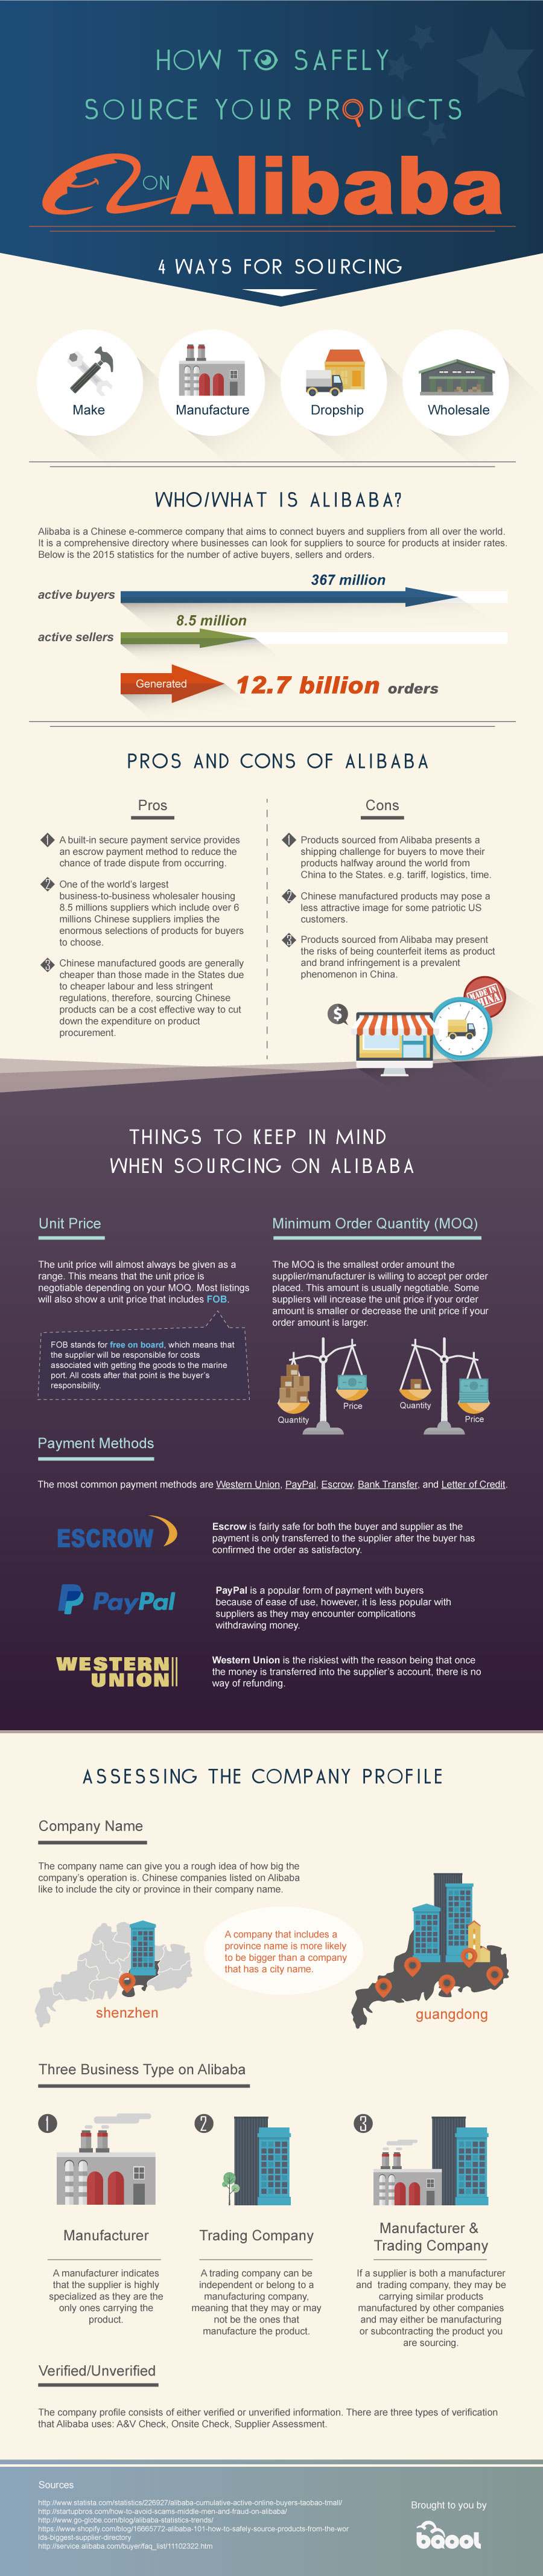 HOW TO SAFELY
SOURCE YOUR PRODUCTS
ON Alibaba
4 WAYS FOR SOURCING
Make
Manufacture
Dropship
Wholesale
WHO/WHAT IS ALIBABA?
Alibaba is a Chinese e-commerce company that aims to connect buyers and suppliers from all over the world.
It is a comprehensive directory where businesses can look for suppliers to source for products at insider rates.
Below is the 2015 statistics for the number of active buyers, sellers and orders.
367 million
active buyers
8.5 million
active sellers
Generated
12.7 billion orders
PROS AND CONS OF ALIBABA
Pros
1 A built-in secure payment service provides
an escrow payment method to reduce the
chance of trade dispute from occurring.
2 One of the world's largest
business-to-business wholesaler housing
8.5 millions suppliers which include over 6
millions Chinese suppliers implies the
enormous selections of products for buyers
to choose.
3 Chinese manufactured goods are generally
cheaper than those made in the States due
to cheaper labour and less stringent
regulations, therefore, sourcing Chinese
products can be a cost effective way to cut
down the expenditure on product
procurement.
Cons
1 Products sourced from Alibaba presents a
shipping challenge for buyers to move their
products halfway around the world from
China to the States. e.g. tariff, logistics, time.
2 Chinese manufactured products may pose a
less attractive image for some patriotic US
customers.
3 Products sourced from Alibaba may present
the risks of being counterfeit items as product
and brand infringement is a prevalent
phenomenon in China.
$
MADE IN
CHINA
THINGS TO KEEP IN MIND
WHEN SOURCING ON ALIBABA
Unit Price
The unit price will almost always be given as a
range. This means that the unit price is
negotiable depending on your MOQ. Most listings
will also show a unit price that includes FOB.
FOB stands for free on board, which means that
the supplier will be responsible for costs
associated with getting the goods to the marine
port. All costs after that point is the buyer's
responsibility.
Minimum Order Quantity (MOQ)
The MOQ is the smallest order amount the
supplier/manufacturer is willing to accept per order
placed. This amount is usually negotiable. Some
suppliers will increase the unit price if your order
amount is smaller or decrease the unit price if your
order amount is larger.
Quantity
Price
Quantity
Price
Payment Methods
The most common payment methods are Western Union, PayPal, Escrow, Bank Transfer, and Letter of Credit.
ESCROW
Escrow is fairly safe for both the buyer and supplier as the
payment is only transferred to the supplier after the buyer has
confirmed the order as satisfactory.
PayPal
PayPal is a popular form of payment with buyers
because of ease of use, however, it is less popular with
suppliers as they may encounter complications
withdrawing money.
WESTERN
UNION
Western Union is the riskiest with the reason being that once
the money is transferred into the supplier's account, there is no
way of refunding.
ASSESSING THE COMPANY PROFILE
Company Name
The company name can give you a rough idea of how big the
company's operation is. Chinese companies listed on Alibaba
like to include the city or province in their company name.
A company that includes a
province name is more likely
to be bigger than a company
that has a city name.
shenzhen
guangdong
Three Business Type on Alibaba
1
2
3
Manufacturer
A manufacturer indicates
that the supplier is highly
specialized as they are the
only ones carrying the
product.
Trading Company
A trading company can be
independent or belong to a
manufacturing company,
meaning that they may or may
not be the ones that
manufacture the product.
Manufacturer &
Trading Company
If a supplier is both a manufacturer
and trading company, they may be
carrying similar products
manufactured by other companies
and may either be manufacturing
or subcontracting the product you
are sourcing.
Verified/Unverified
The company profile consists of either verified or unverified information. There are three types of verification
that Alibaba uses: A&V Check, Onsite Check, Supplier Assessment.
Sources
http://www.statista.com/statistics/226927/alibaba-cumulative-active-online-buyers-taobao-tmall/
http://startupbros.com/how-to-avoid-scams-middle-men-and-fraud-on-alibaba/
http://www.go-globe.com/blog/alibaba-statistics-trends/
https://www.shopify.com/blog/16665772-alibaba-101-how-to-safely-source-products-from-the-wor
lds-biggest-supplier-directory
http://service.alibaba.com/buyer/faq_list/11102322.htm
Brought to you by
baool